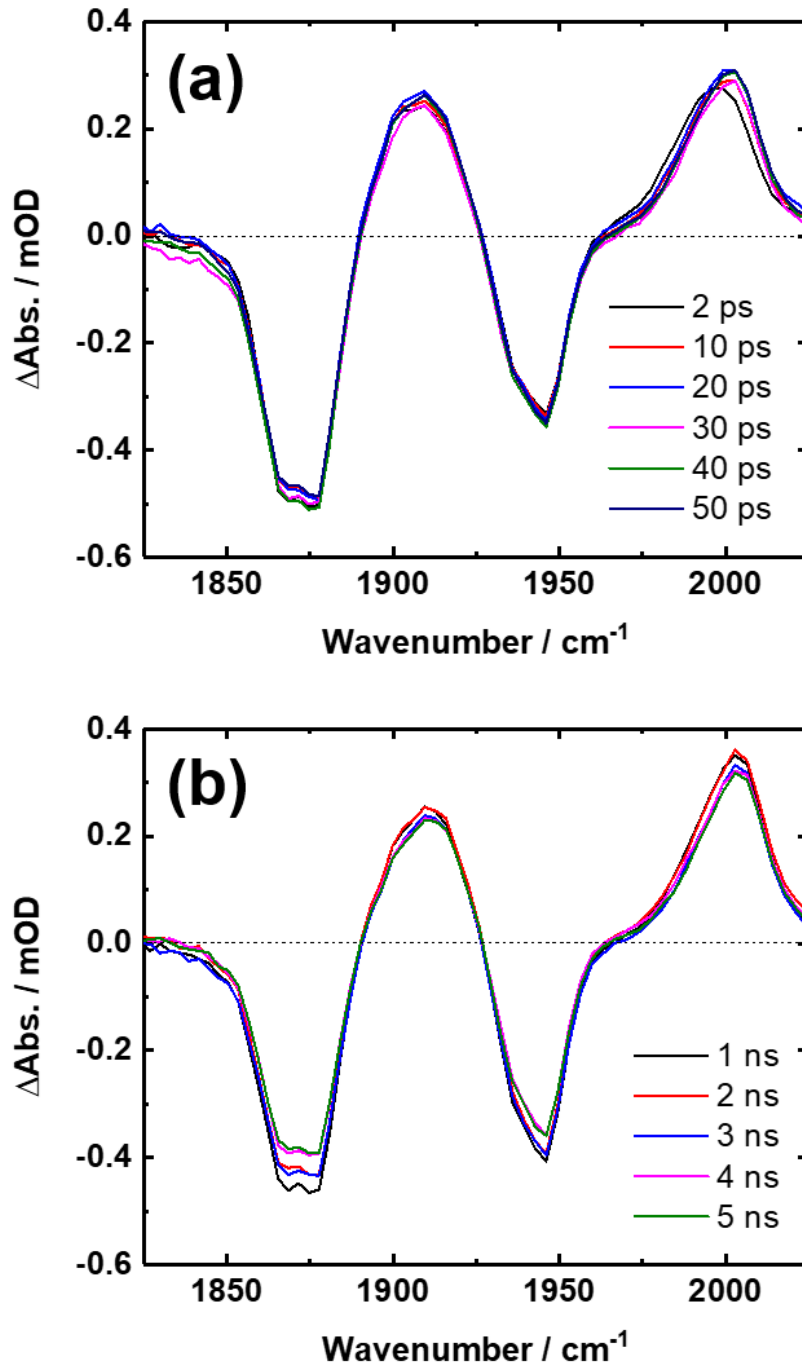 (a)
0.4
0.2
0.0
-0.2
-0.4
-0.6
ΔAbs. / mOD
2 ps
10 ps
20 ps
30 ps
40 ps
50 ps
1850 1900 1950 2000
Wavenumber / cm⁻¹
(b)
0.4
0.2
0.0
-0.2
-0.4
-0.6
ΔAbs. / mOD
1 ns
2 ns
3 ns
4 ns
5 ns
1850 1900 1950 2000
Wavenumber / cm⁻¹